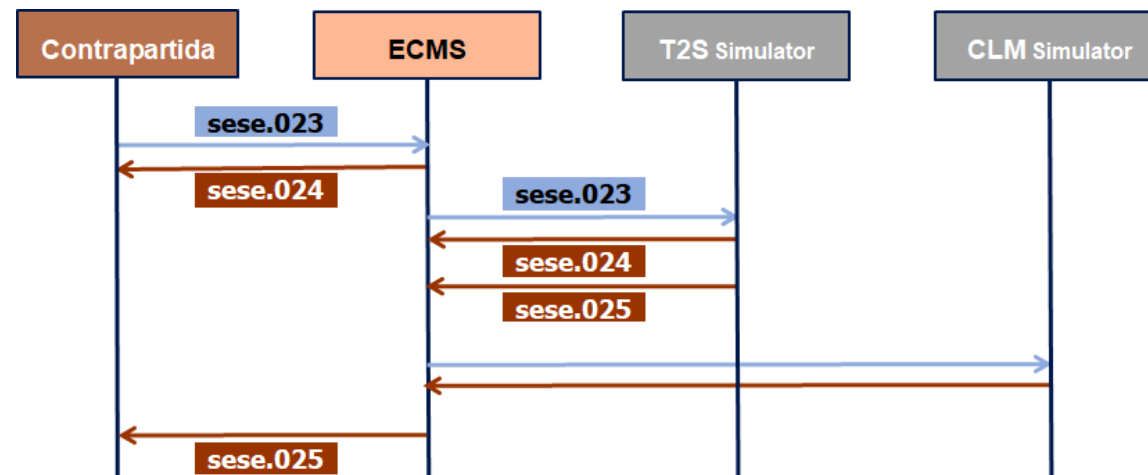 Contrapartida
ECMS
T2S Simulator
CLM Simulator
sese.023
sese.024
sese.023
sese.024
sese.025
sese.025